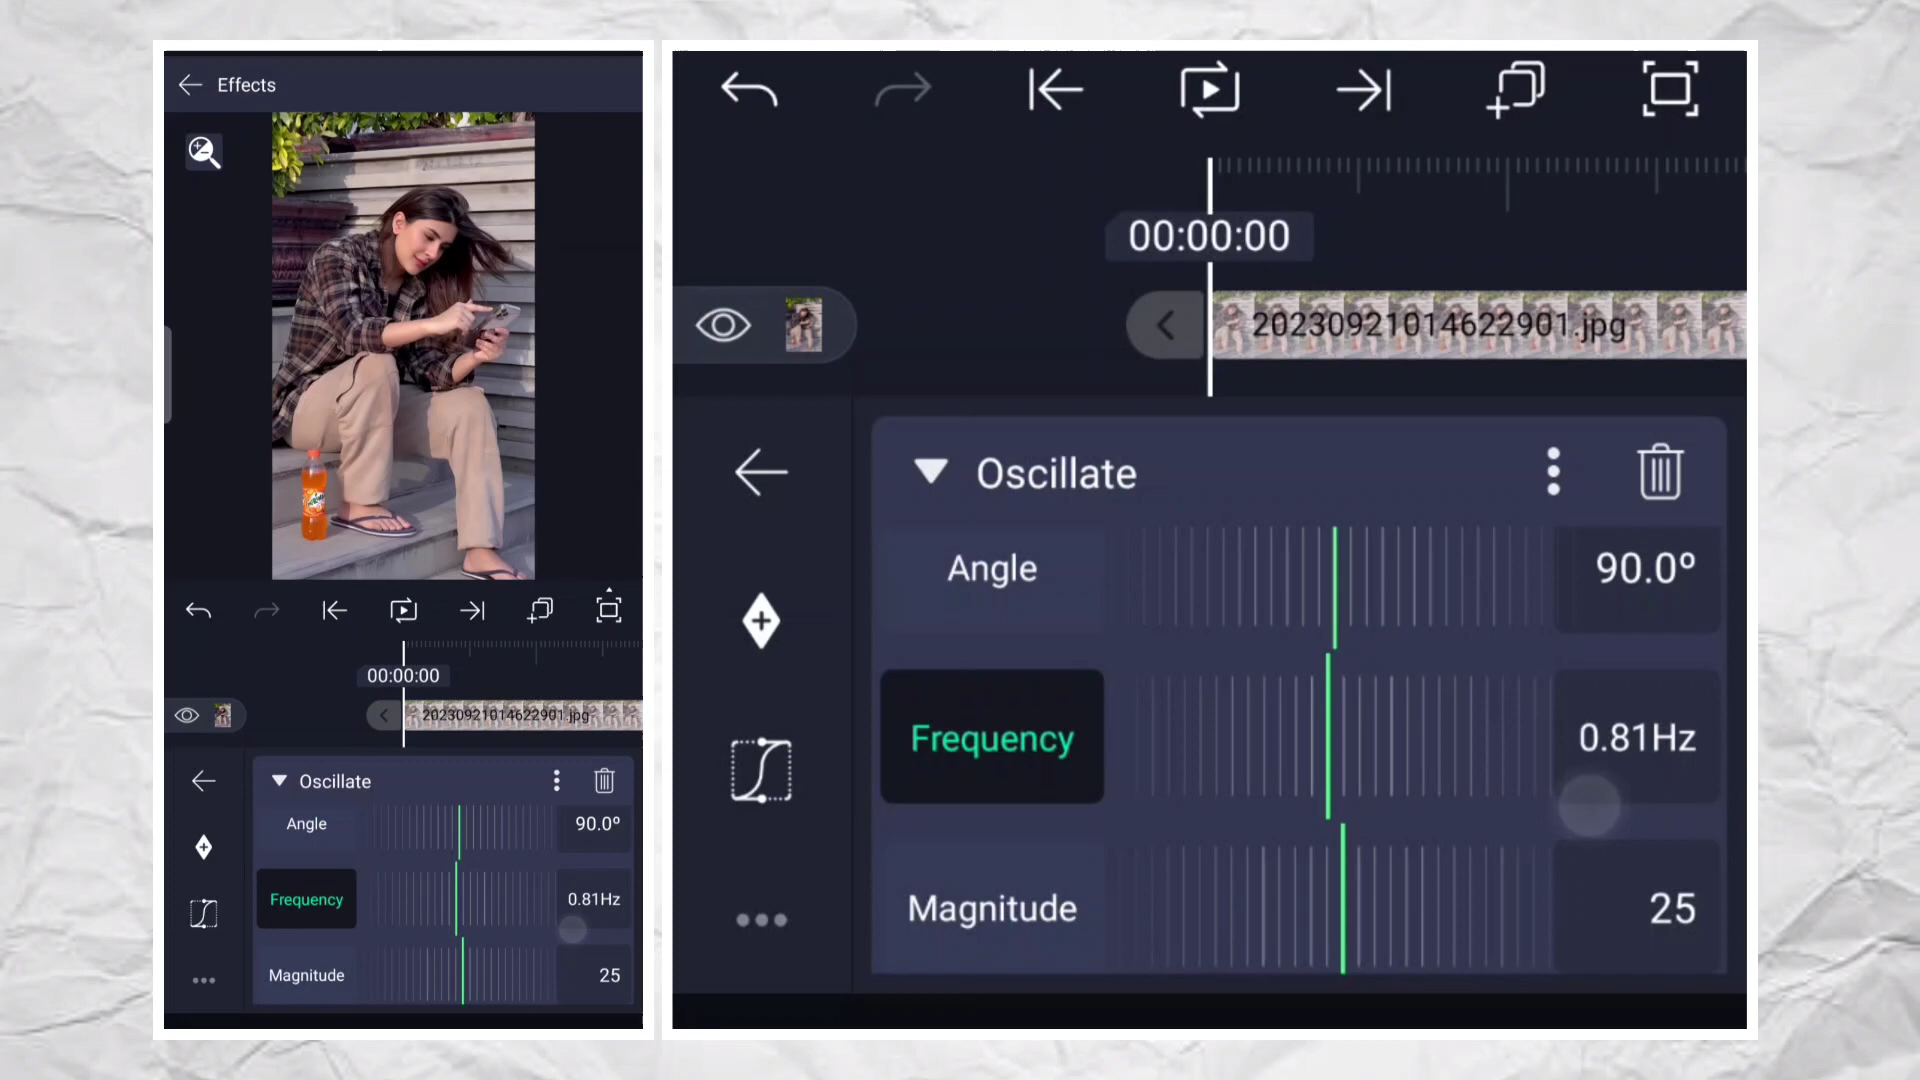 Effects
00:00:00
20230921014622901.jpg
Oscillate
Angle
90.0º
Frequency
0.81Hz
Magnitude
25
00:00:00
20230921014622901.jpg
Oscillate
Angle
90.0º
Frequency
0.81Hz
Magnitude
25